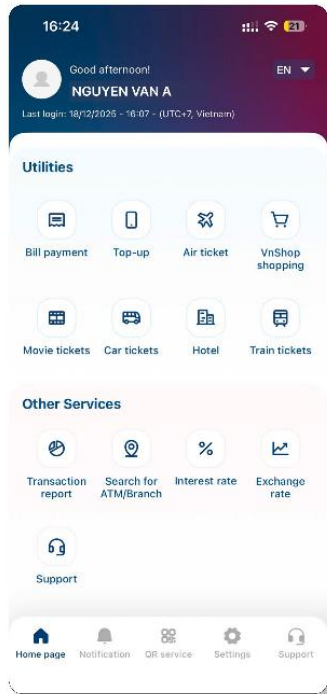 16:24
21
Good afternoon!
EN
NGUYEN VAN A
Last login: 18/12/2025 - 16:07 - (UTC+7, Vietnam)
Utilities
Bill payment
Top-up
Air ticket
VnShop
shopping
Movie tickets
Car tickets
Hotel
Train tickets
Other Services
Transaction
report
Search for
ATM/Branch
Interest rate
Exchange
rate
Support
Home page
Notification
QR service
Settings
Support